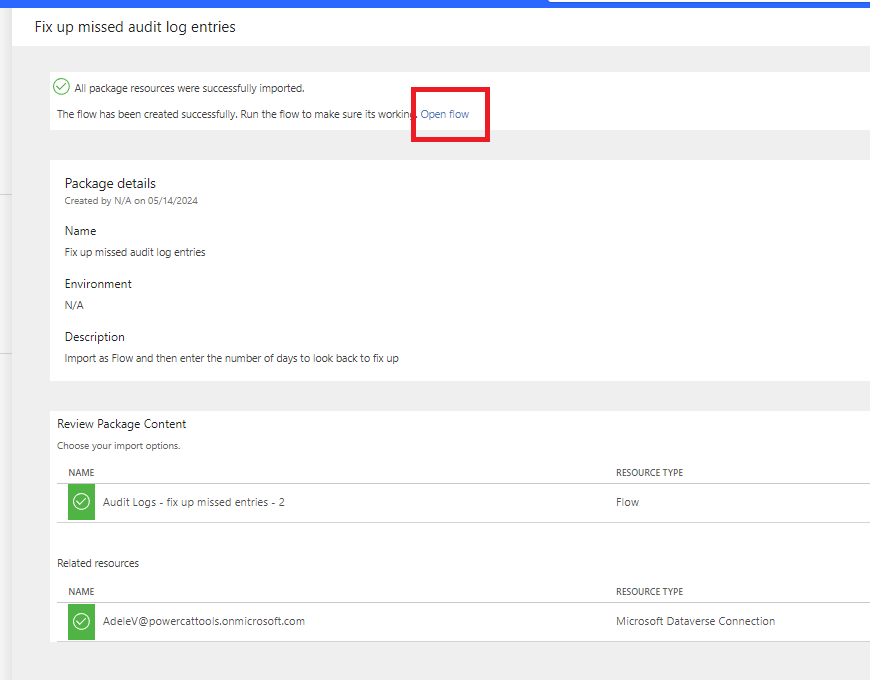 Fix up missed audit log entries
All package resources were successfully imported.
The flow has been created successfully. Run the flow to make sure its working. Open flow
Package details
Created by N/A on 05/14/2024
Name
Fix up missed audit log entries
Environment
N/A
Description
Import as Flow and then enter the number of days to look back to fix up
Review Package Content
Choose your import options.
NAME RESOURCE TYPE
Audit Logs - fix up missed entries - 2 Flow
Related resources
NAME RESOURCE TYPE
AdeleV@powercattools.onmicrosoft.com Microsoft Dataverse Connection